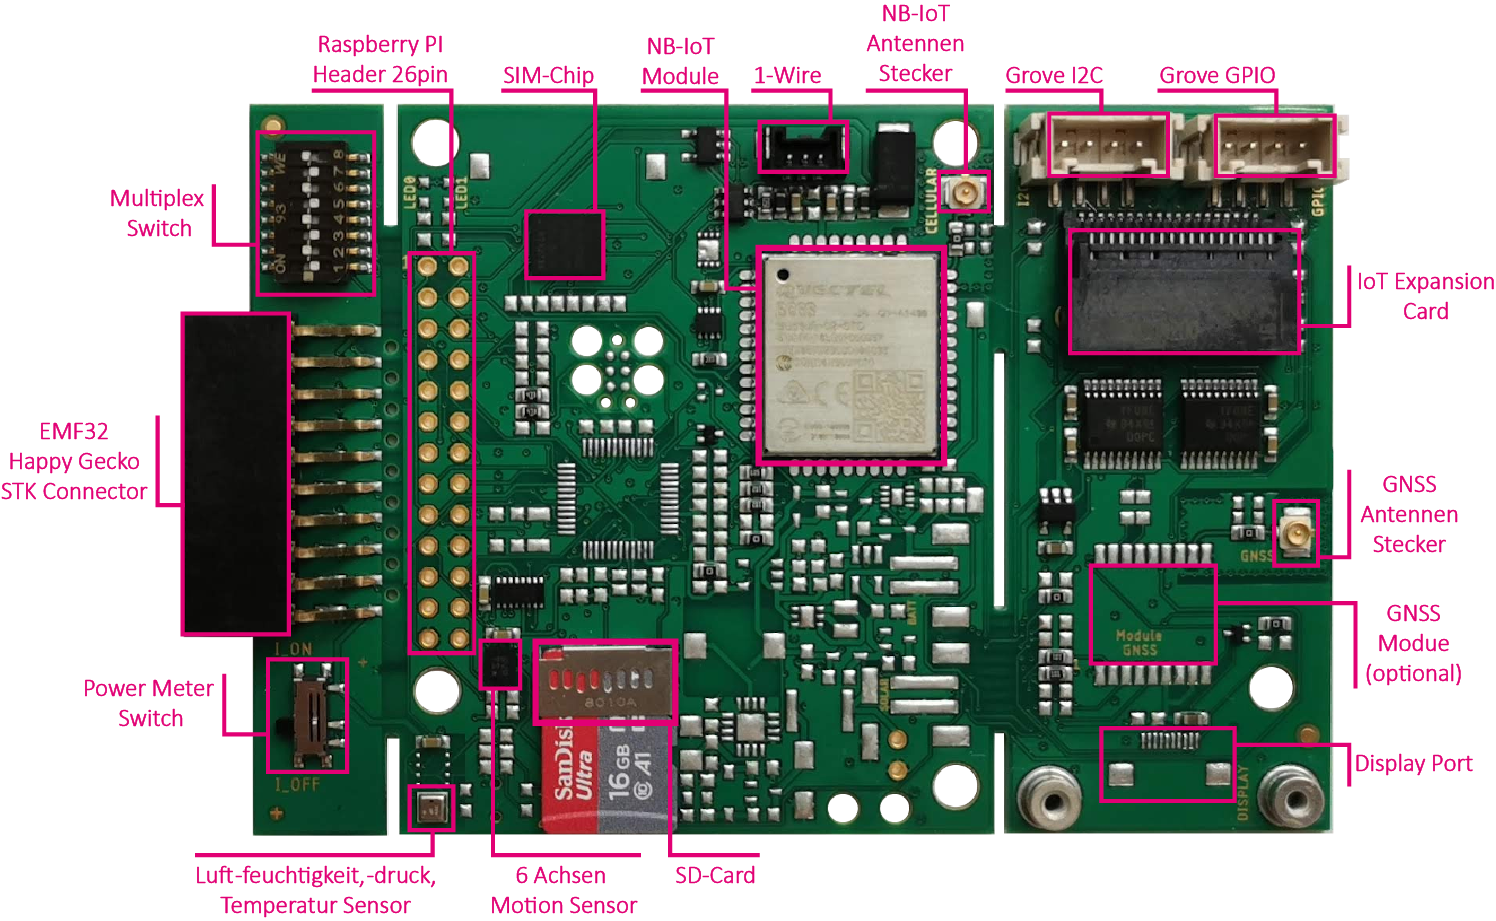 NB-IoT
Antennen
Stecker
Raspberry PI
Header 26pin
SIM-Chip
NB-IoT
Module
1-Wire
Grove I2C
Grove GPIO
Multiplex
Switch
IoT Expansion
Card
EMF32
Happy Gecko
STK Connector
GNSS
Antennen
Stecker
GNSS
Modue
(optional)
Power Meter
Switch
Display Port
Luft-feuchtigkeit,-druck,
Temperatur Sensor
6 Achsen
Motion Sensor
SD-Card
LED0
LED1
CELLULAR
ON
1 2 3 4 5 6 7 8
GNSS
Module
GNSS
BATT
I_ON
I_OFF
8010A
SanDisk
Ultra
16GB
A1
DISPLAY